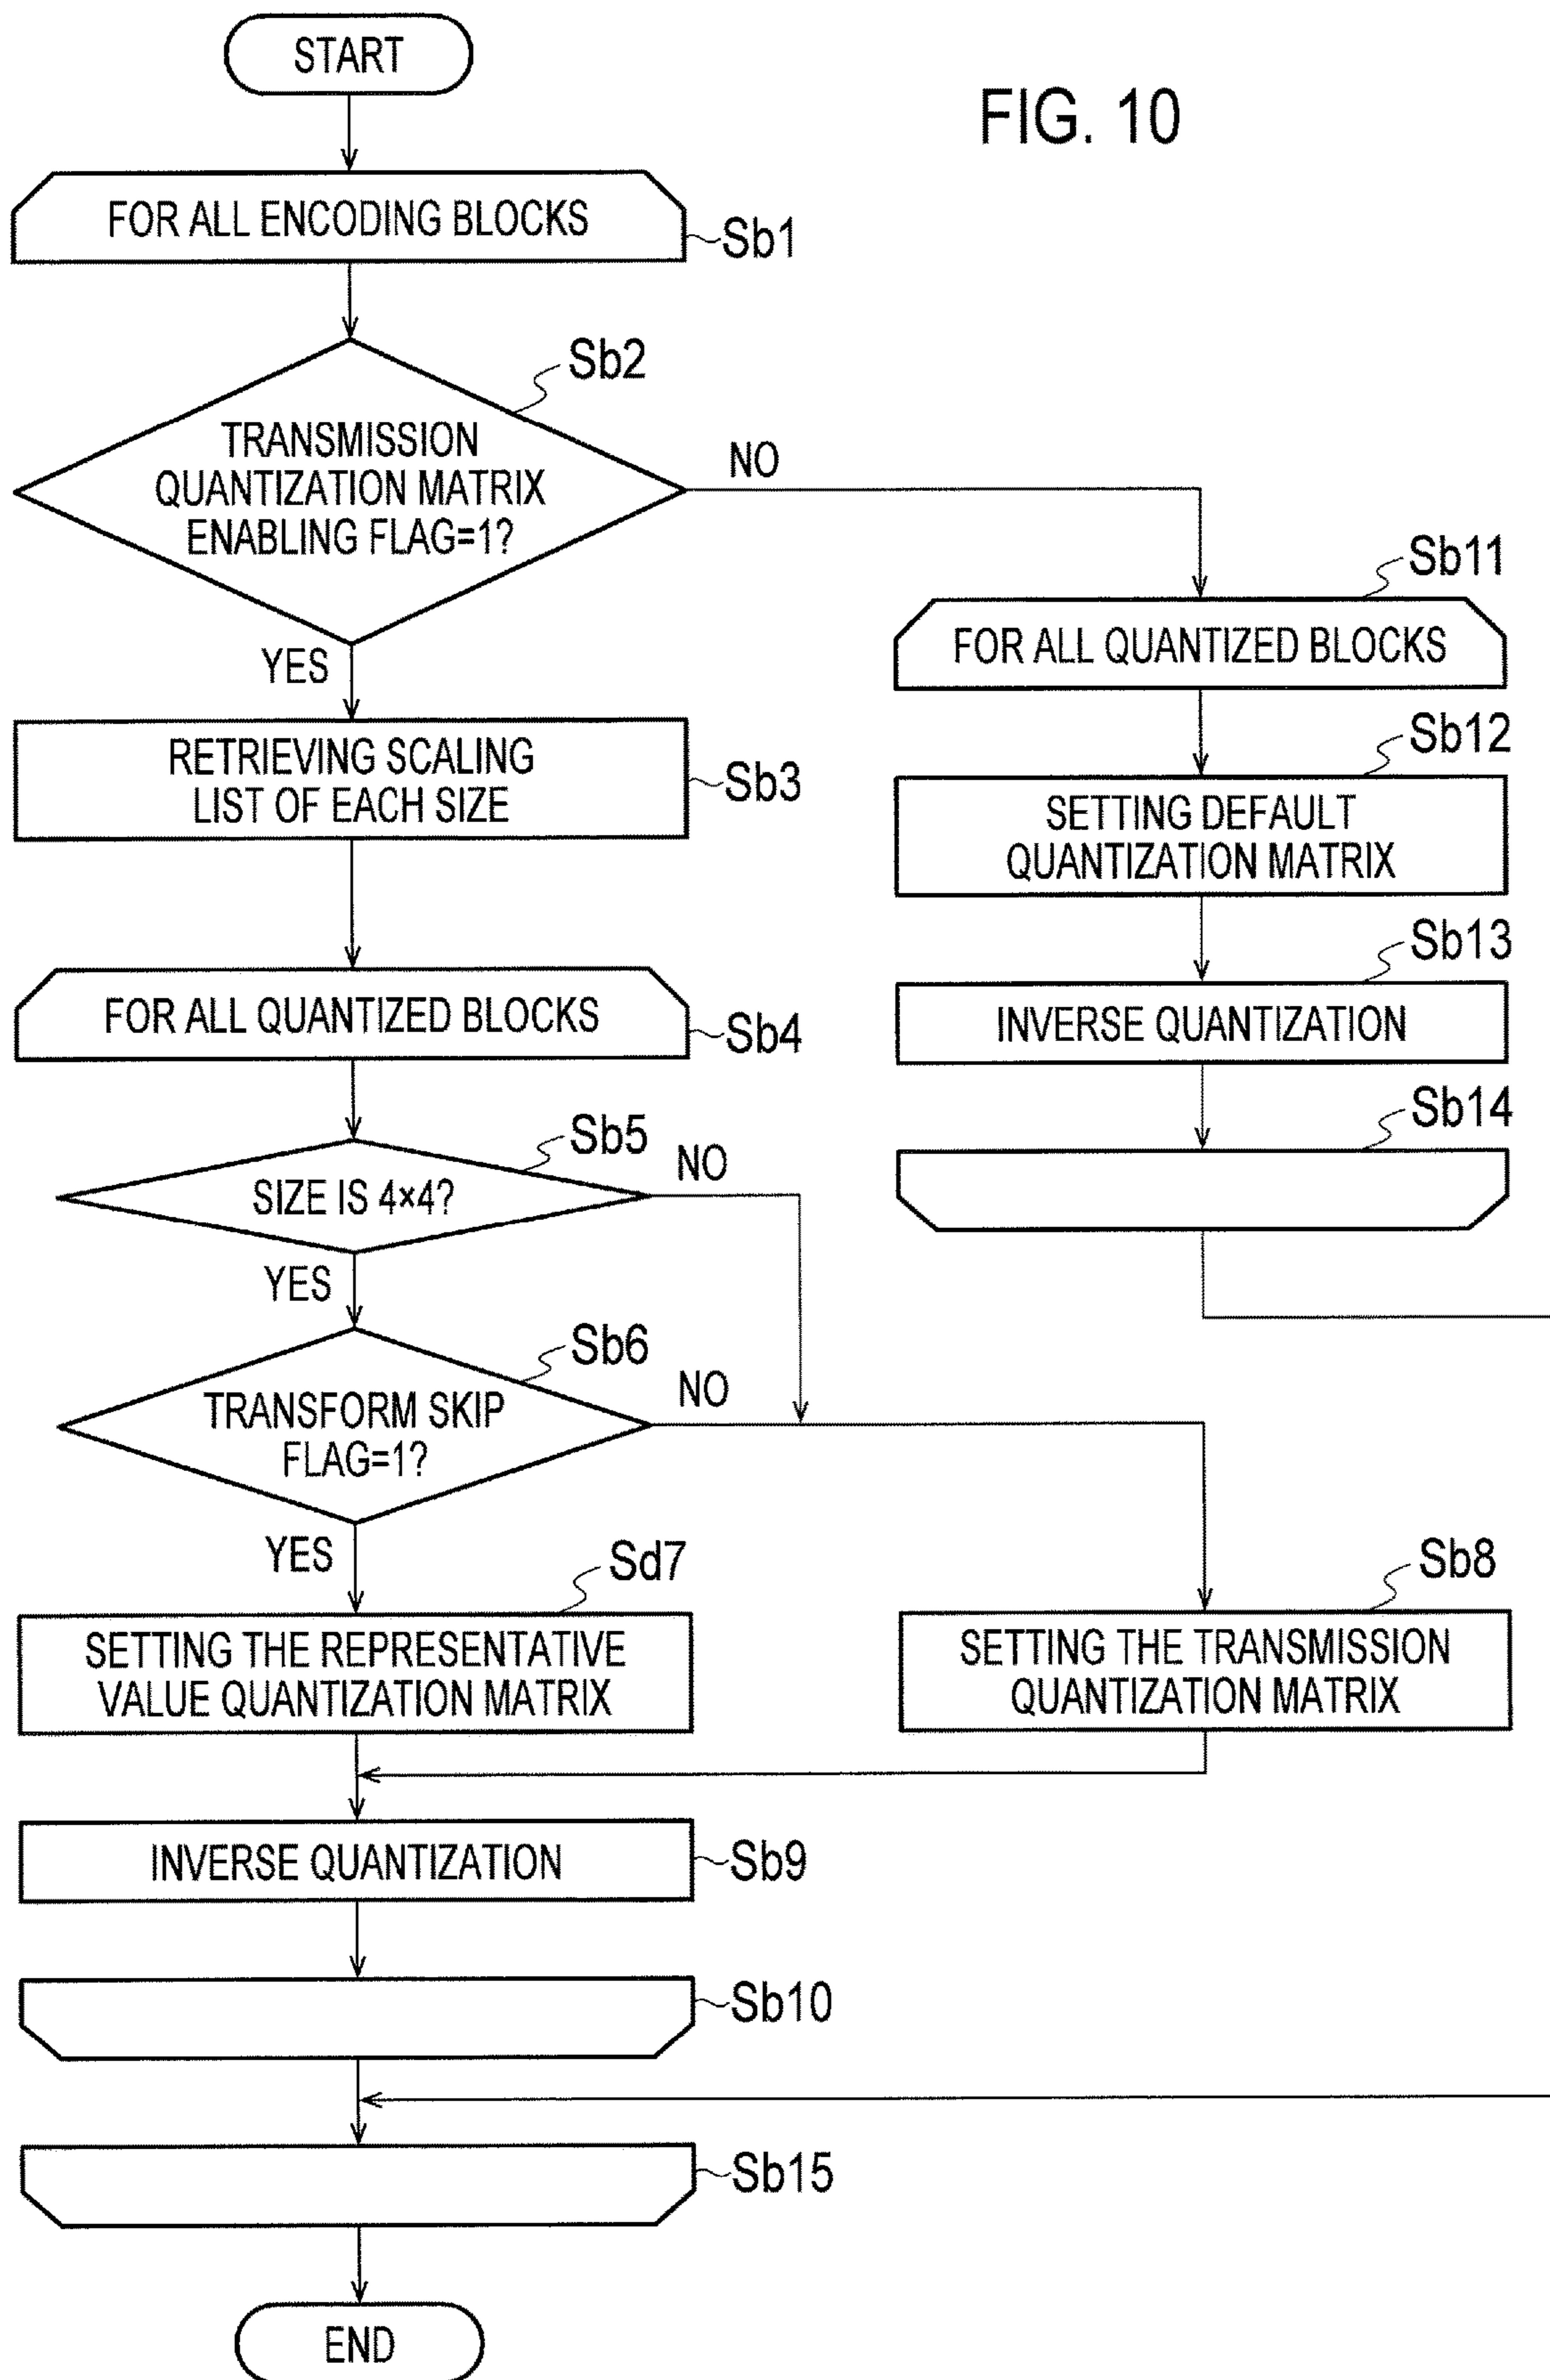 START
FIG. 10
FOR ALL ENCODING BLOCKS
Sb1
Sb2
TRANSMISSION
QUANTIZATION MATRIX
ENABLING FLAG=1?
NO
YES
Sb11
FOR ALL QUANTIZED BLOCKS
RETRIEVING SCALING
LIST OF EACH SIZE
Sb3
Sb12
SETTING DEFAULT
QUANTIZATION MATRIX
FOR ALL QUANTIZED BLOCKS
Sb4
Sb13
INVERSE QUANTIZATION
Sb14
Sb5
SIZE IS 4×4?
NO
YES
Sb6
TRANSFORM SKIP
FLAG=1?
NO
YES
Sd7
SETTING THE REPRESENTATIVE
VALUE QUANTIZATION MATRIX
Sb8
SETTING THE TRANSMISSION
QUANTIZATION MATRIX
INVERSE QUANTIZATION
Sb9
Sb10
Sb15
END